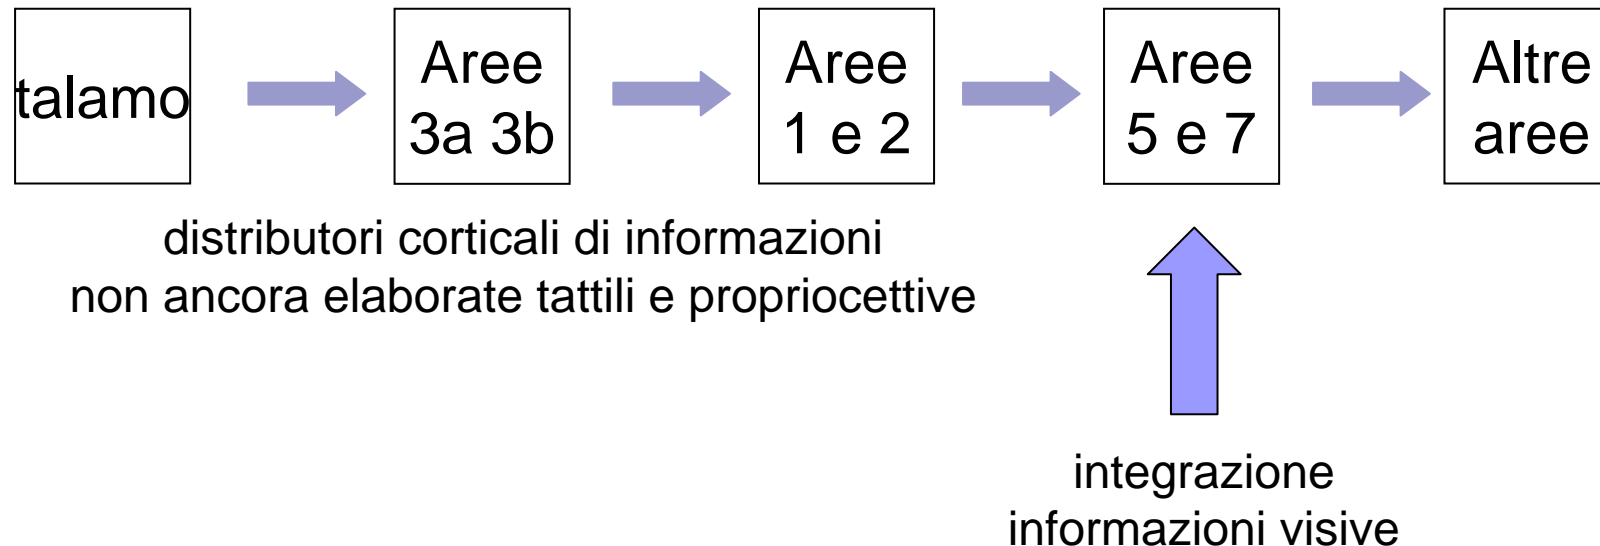 talamo
Aree
3a 3b
Aree
1 e 2
Aree
5 e 7
Altre
aree
distributori corticali di informazioni
non ancora elaborate tattili e propriocettive
integrazione
informazioni visive